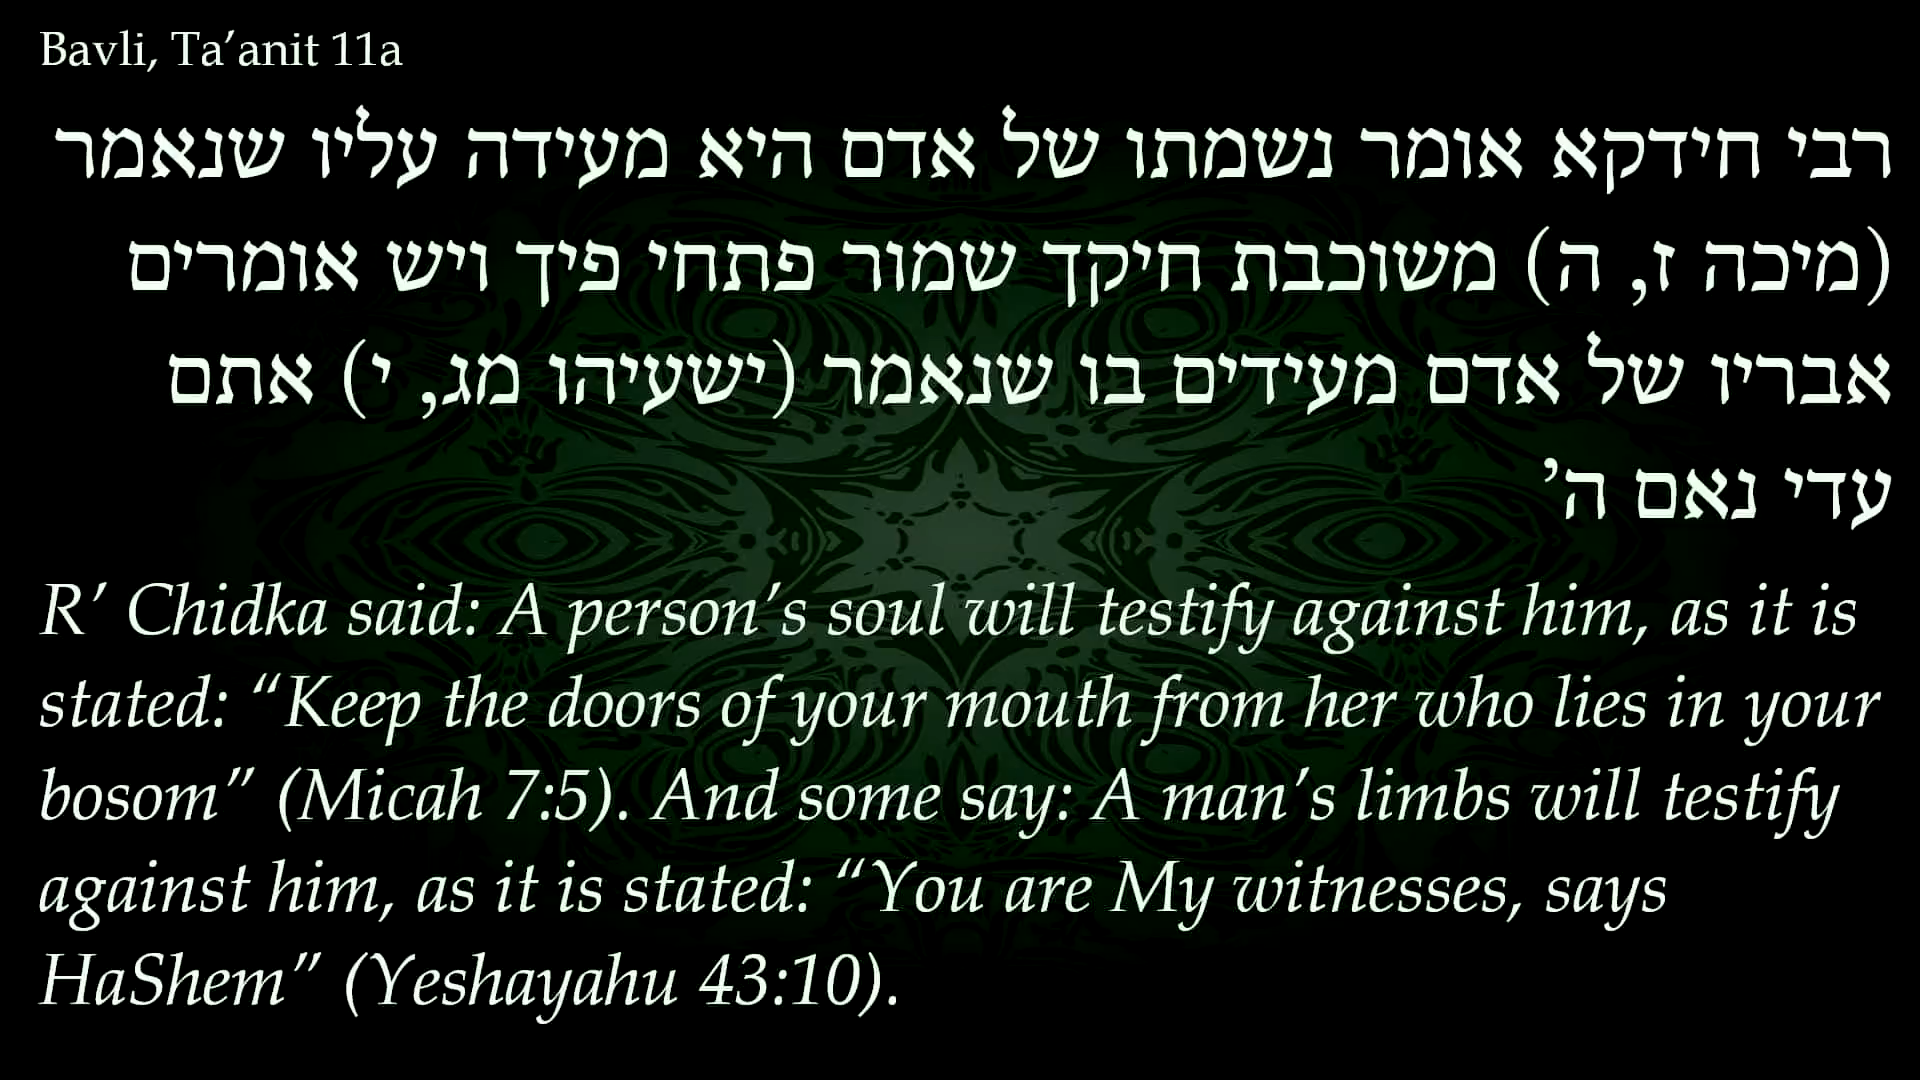 Bavli, Ta’anit 11a
רבי חידקא אומר נשמתו של אדם היא מעידה עליו שנאמר
(מיכה ז, ה) משוכבת חיקך שמור פתחי פיך ויש אומרים
אבריו של אדם מעידים בו שנאמר (ישעיהו מג, י) אתם
עדי נאם ה’
R’ Chidka said: A person’s soul will testify against him, as it is
stated: “Keep the doors of your mouth from her who lies in your
bosom” (Micah 7:5). And some say: A man’s limbs will testify
against him, as it is stated: “You are My witnesses, says
HaShem” (Yeshayahu 43:10).